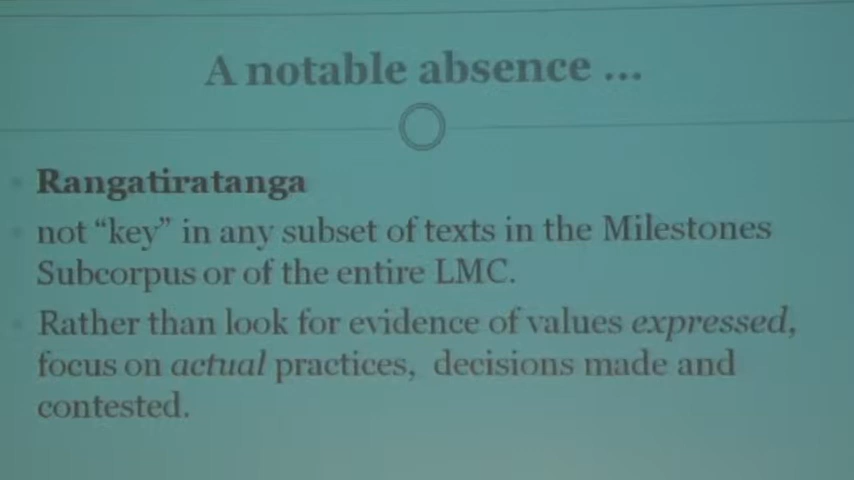 A notable absence ...
Rangatiratanga
not “key” in any subset of texts in the Milestones
Subcorpus or of the entire LMC.
Rather than look for evidence of values expressed,
focus on actual practices, decisions made and
contested.